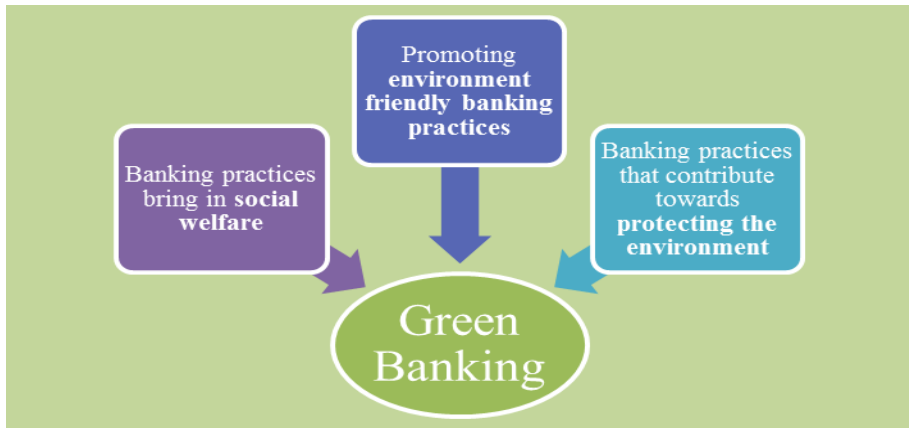 Promoting
environment
friendly banking
practices
Banking practices
bring in social
welfare
Banking practices
that contribute
towards
protecting the
environment
Green
Banking